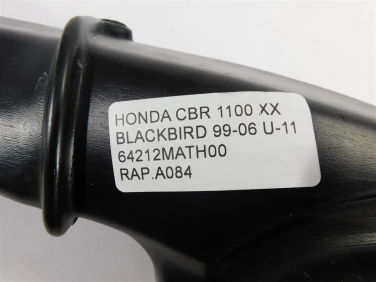 HONDA CBR 1100 XX
BLACKBIRD 99-06 U-11
64212MATH00
RAP.A084